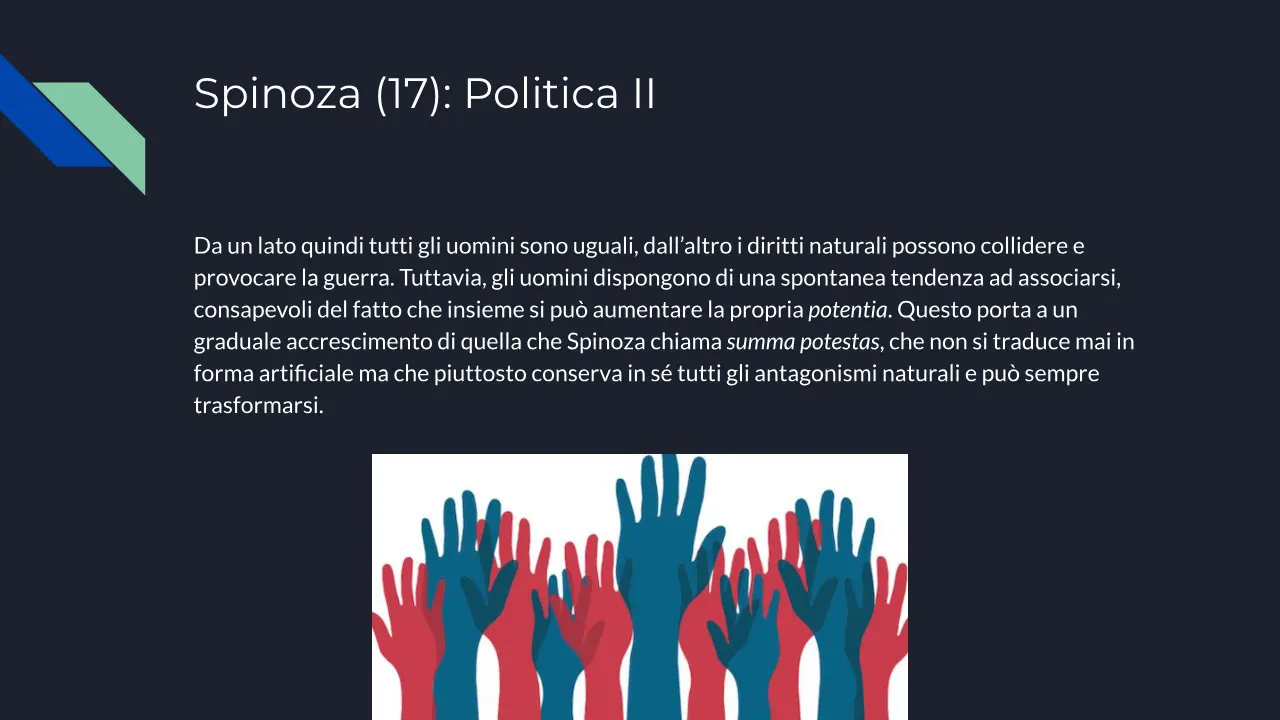 Spinoza (17): Politica II
Da un lato quindi tutti gli uomini sono uguali, dall’altro i diritti naturali possono collidere e
provocare la guerra. Tuttavia, gli uomini dispongono di una spontanea tendenza ad associarsi,
consapevoli del fatto che insieme si può aumentare la propria potentia. Questo porta a un
graduale accrescimento di quella che Spinoza chiama summa potestas, che non si traduce mai in
forma artificiale ma che piuttosto conserva in sé tutti gli antagonismi naturali e può sempre
trasformarsi.